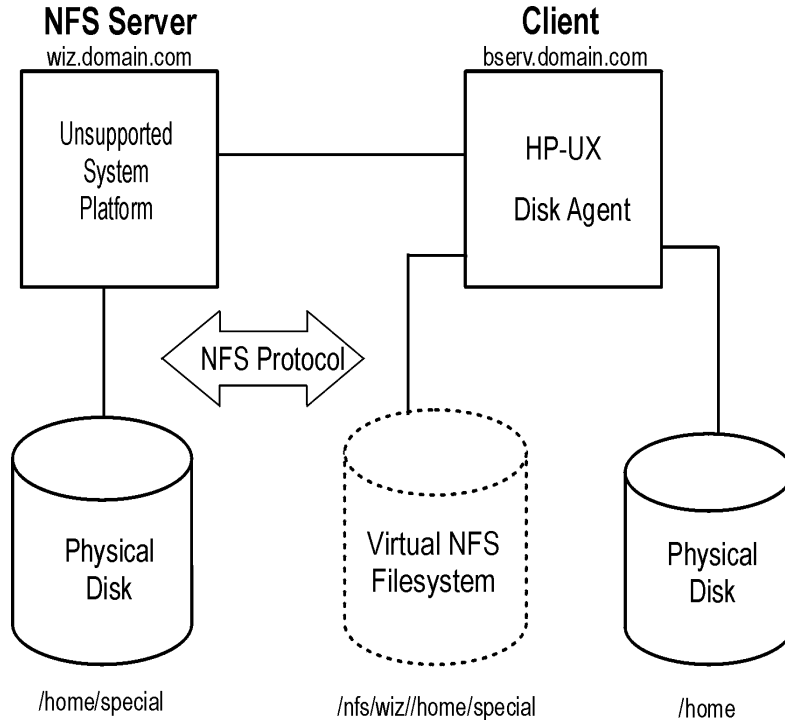 NFS Server
wiz.domain.com
Client
bserv.domain.com
Unsupported
System
Platform
HP-UX
Disk Agent
NFS Protocol
Physical
Disk
Virtual NFS
Filesystem
Physical
Disk
/home/special
/nfs/wiz//home/special
/home